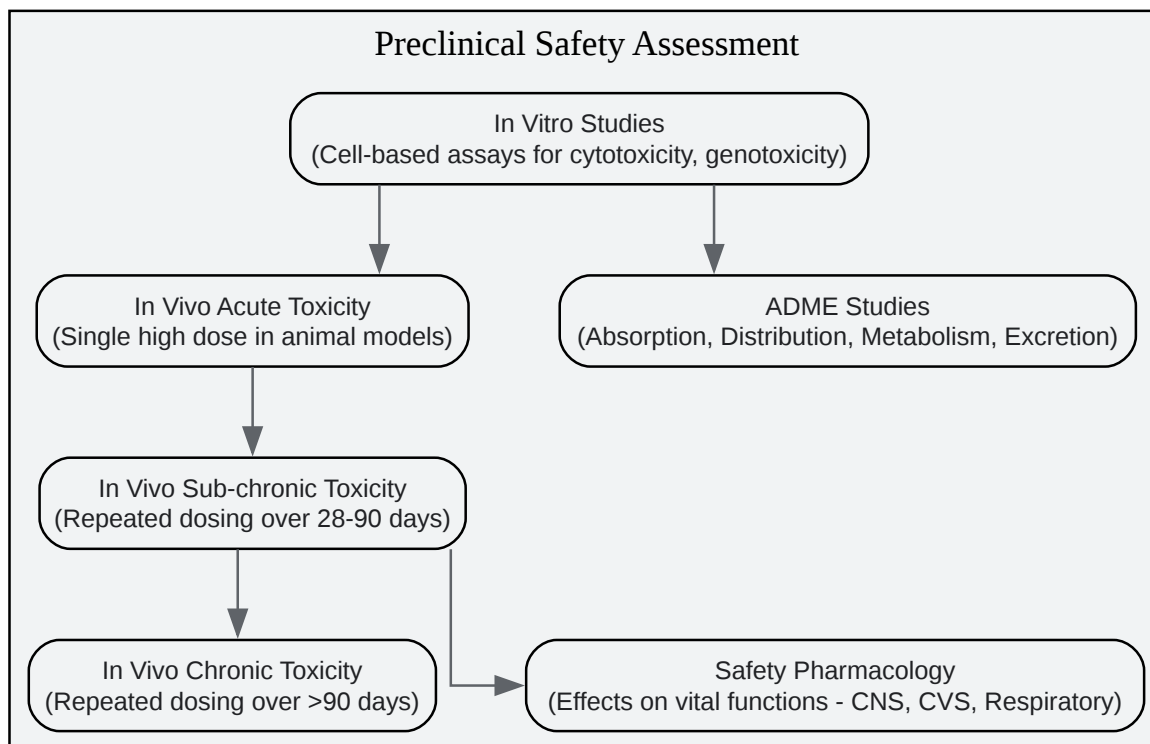 Preclinical Safety Assessment
In Vitro Studies
(Cell-based assays for cytotoxicity, genotoxicity)
In Vivo Acute Toxicity
(Single high dose in animal models)
ADME Studies
(Absorption, Distribution, Metabolism, Excretion)
In Vivo Sub-chronic Toxicity
(Repeated dosing over 28-90 days)
In Vivo Chronic Toxicity
(Repeated dosing over >90 days)
Safety Pharmacology
(Effects on vital functions - CNS, CVS, Respiratory)